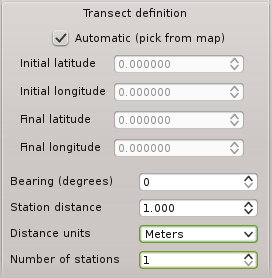 Transect definition
Automatic (pick from map)
Initial latitude 0.000000
Initial longitude 0.000000
Final latitude 0.000000
Final longitude 0.000000
Bearing (degrees) 0
Station distance 1.000
Distance units Meters
Number of stations 1